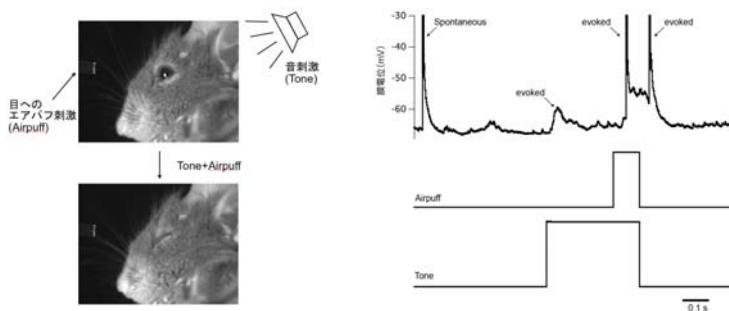 音刺激
(Tone)
目への
エアパフ刺激
(Airpuff)
Tone+Airpuff
膜電位(mV)
-30
-40
-50
-60
Spontaneous
evoked
evoked
evoked
Airpuff
Tone
0.1 s